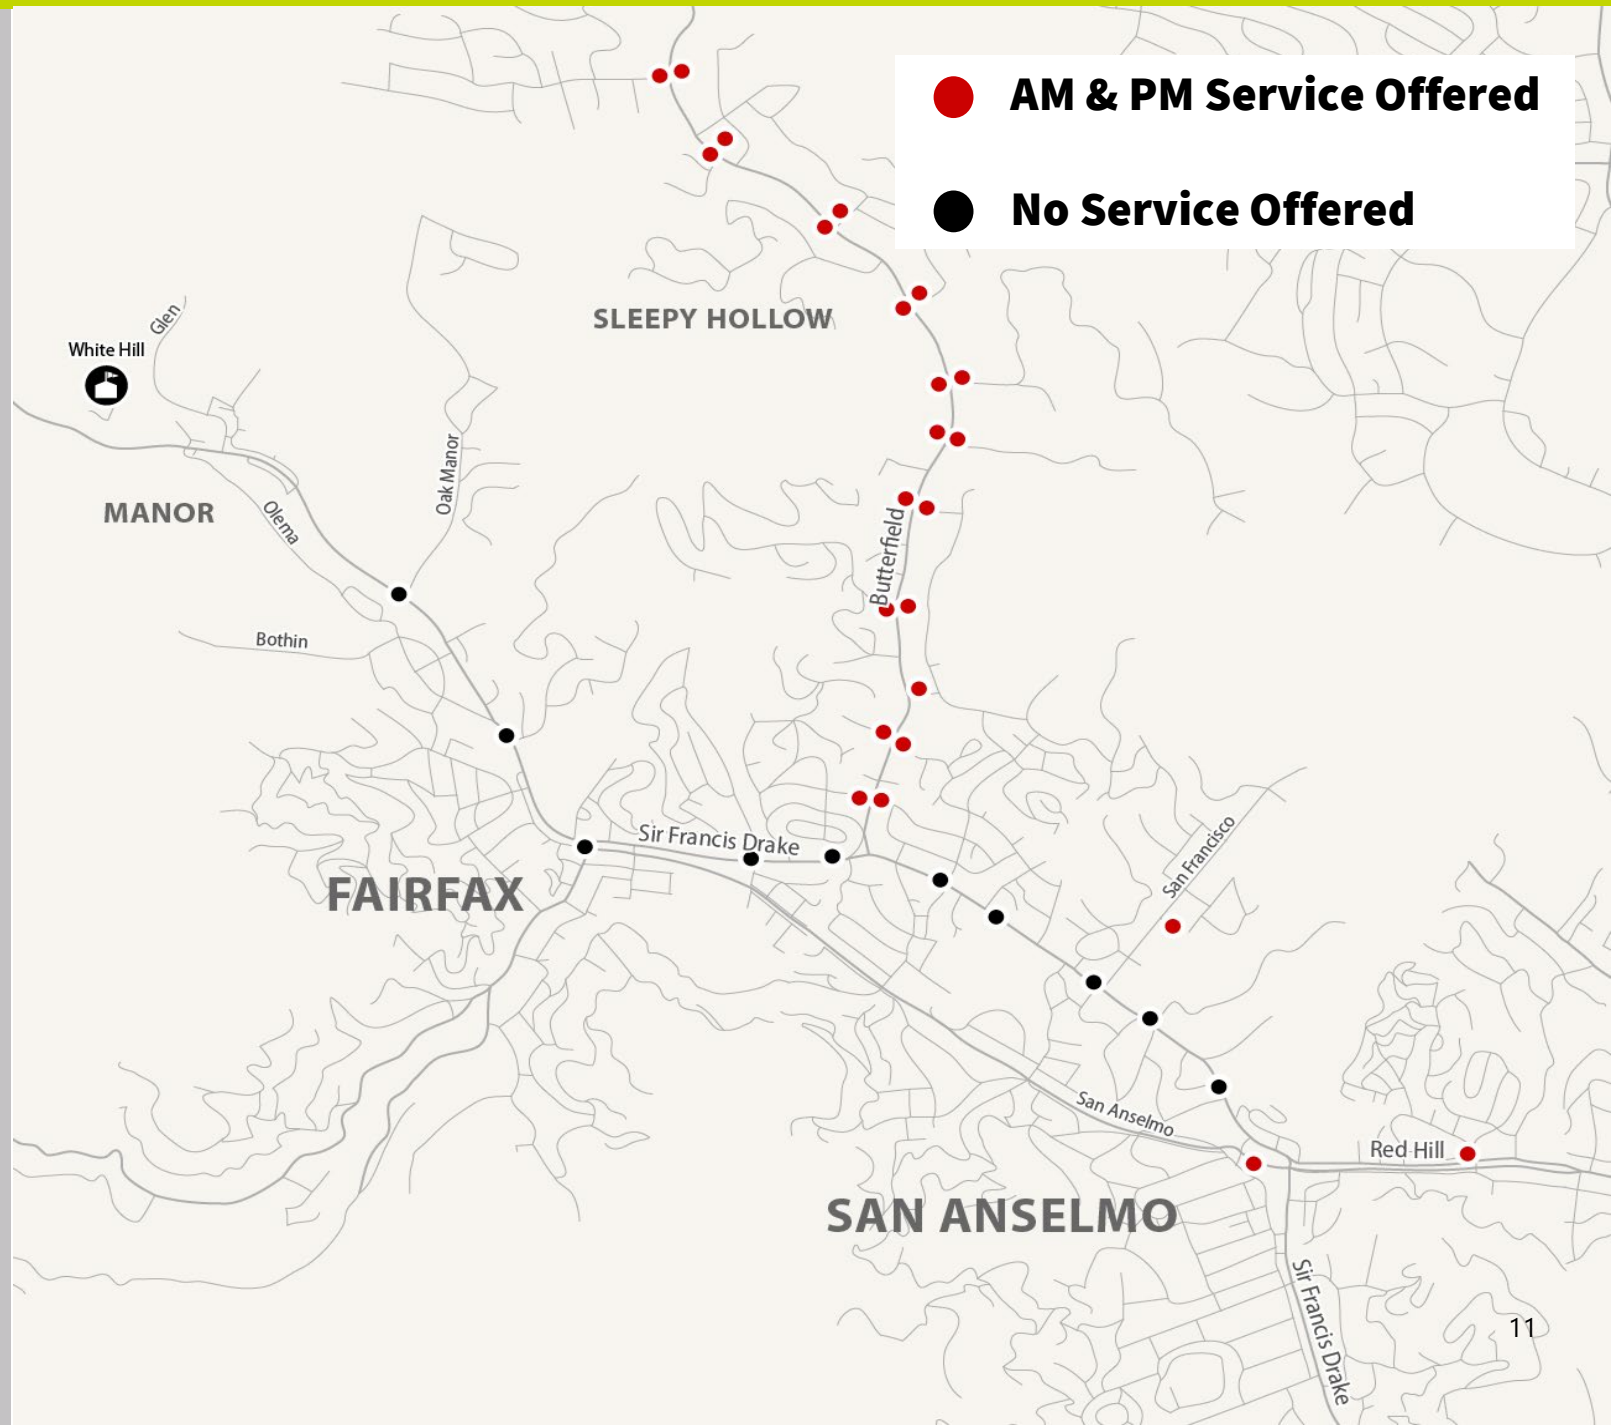 AM & PM Service Offered
No Service Offered
SLEEPY HOLLOW
Glen
White Hill
Oak Manor
MANOR
Olema
Butterfield
Bothin
Sir Francis Drake
San Francisco
FAIRFAX
San Anselmo
Red Hill
SAN ANSELMO
Sir Francis Drake
11